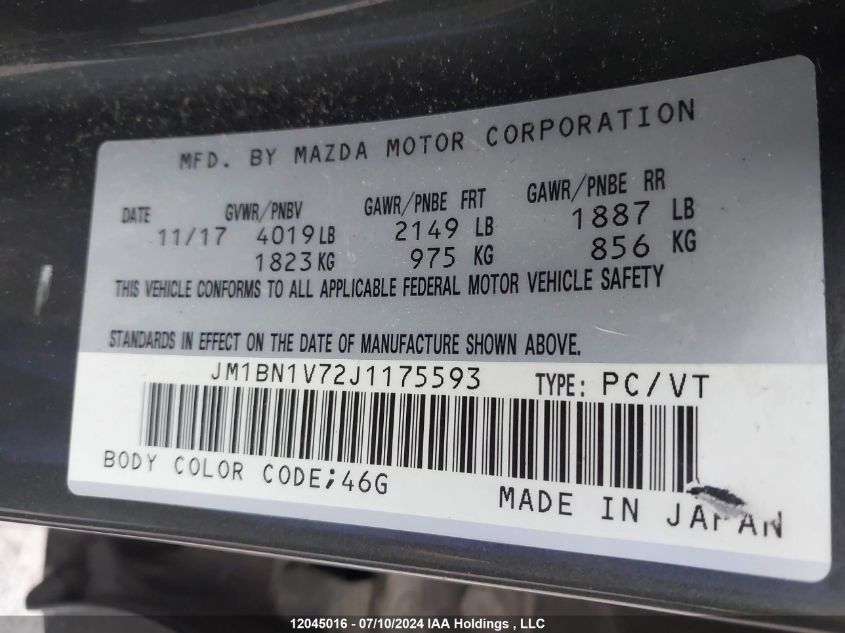 MFD. BY MAZDA MOTOR CORPORATION
DATE GVWR/PNBV GAWR/PNBE FRT GAWR/PNBE RR
11/17 4019 LB 2149 LB 1887 LB
1823 KG 975 KG 856 KG
THIS VEHICLE CONFORMS TO ALL APPLICABLE FEDERAL MOTOR VEHICLE SAFETY
STANDARDS IN EFFECT ON THE DATE OF MANUFACTURE SHOWN ABOVE.
JM1BN1V72J1175593 TYPE: PC/VT
BODY COLOR CODE;46G
MADE IN JAPAN
12045016 - 07/10/2024 IAA Holdings , LLC